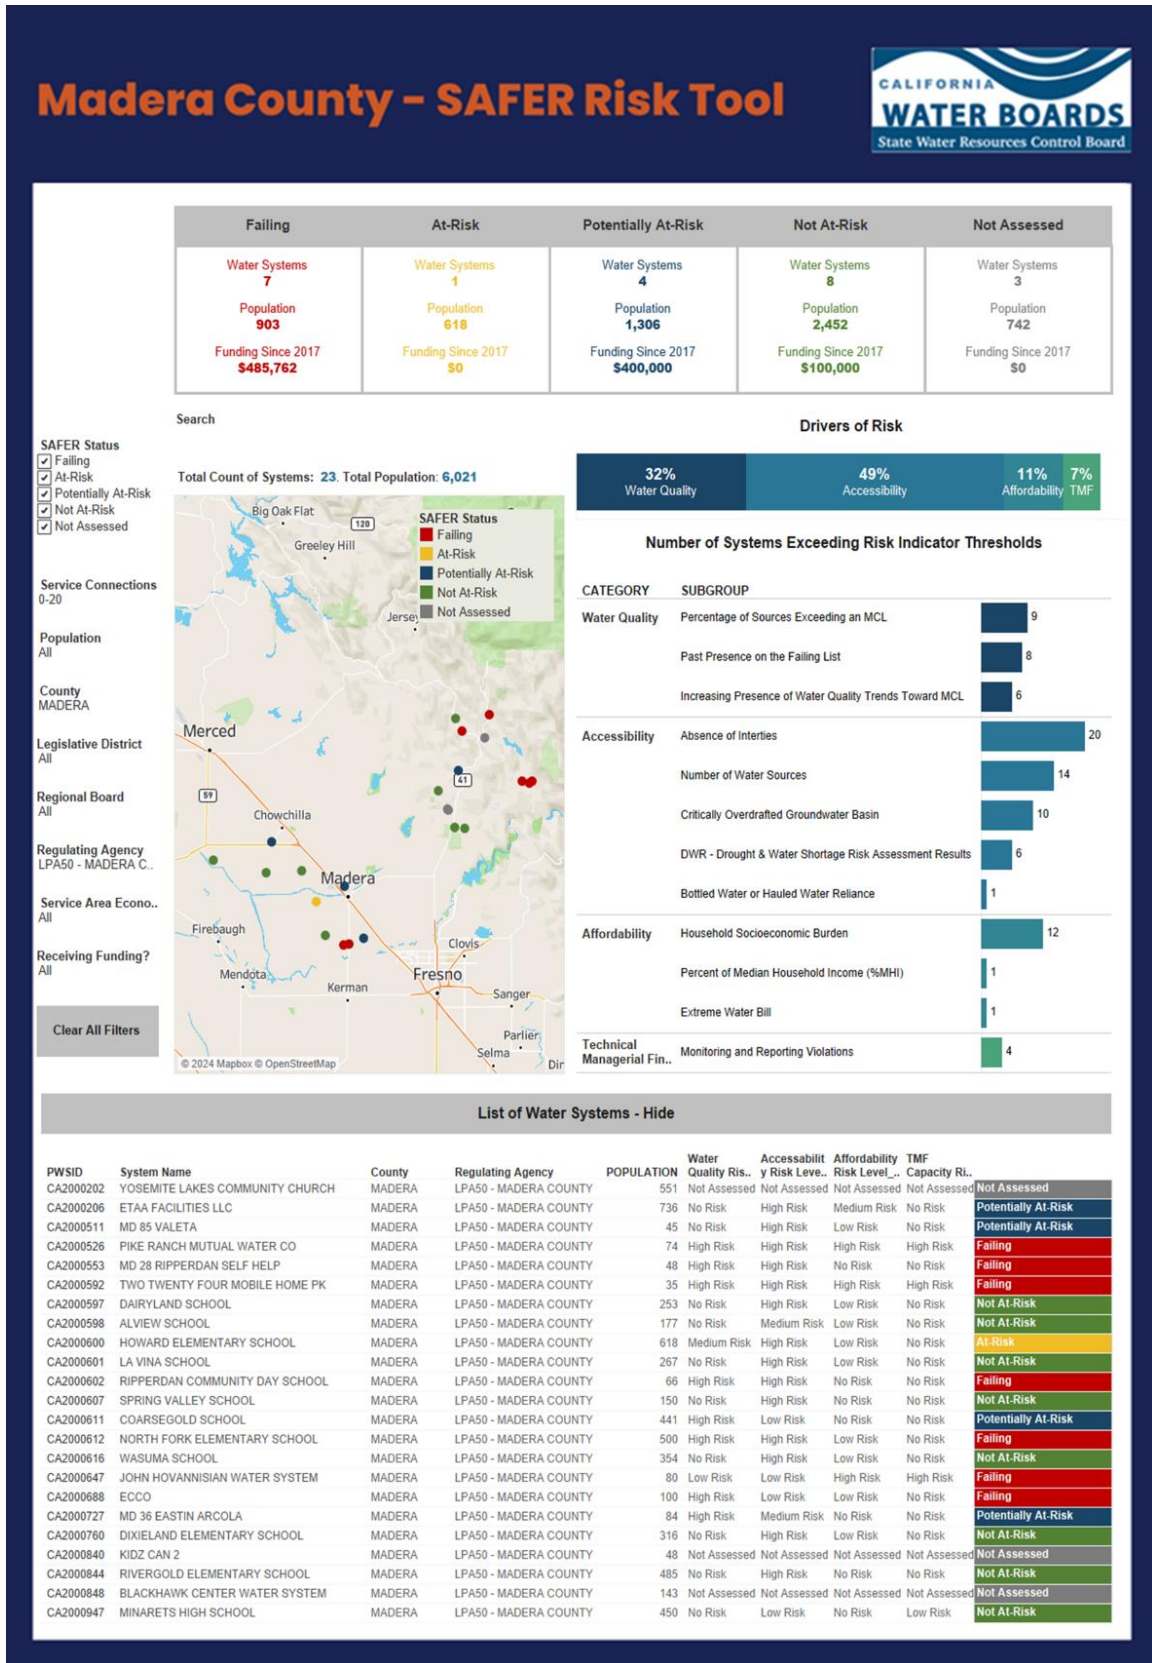 Madera County - SAFER Risk Tool
CALIFORNIA
WATER BOARDS
State Water Resources Control Board
Failing At-Risk Potentially At-Risk Not At-Risk Not Assessed
Water Systems Water Systems Water Systems Water Systems Water Systems
7 1 4 8 3
Population Population Population Population Population
903 618 1,306 2,452 742
Funding Since 2017 Funding Since 2017 Funding Since 2017 Funding Since 2017 Funding Since 2017
$485,762 $0 $400,000 $100,000 $0
Search
SAFER Status
Failing
At-Risk
Potentially At-Risk
Not At-Risk
Not Assessed
Service Connections
0-20
Population
All
County
MADERA
Legislative District
All
Regional Board
All
Regulating Agency
LPA50 - MADERA C..
Service Area Econo..
All
Receiving Funding?
All
Clear All Filters
Total Count of Systems: 23, Total Population: 6,021
SAFER Status
Failing
At-Risk
Potentially At-Risk
Not At-Risk
Not Assessed
Big Oak Flat
120
Greeley Hill
Jersey
Merced
59
41
Chowchilla
Madera
Firebaugh
Clovis
Mendota
Kerman
Fresno
Sanger
Parlier
Selma
Din
© 2024 Mapbox © OpenStreetMap
Drivers of Risk
32% 49% 11% 7%
Water Quality Accessibility Affordability TMF
Number of Systems Exceeding Risk Indicator Thresholds
CATEGORY SUBGROUP
Water Quality Percentage of Sources Exceeding an MCL 9
Past Presence on the Failing List 8
Increasing Presence of Water Quality Trends Toward MCL 6
Accessibility Absence of Interties 20
Number of Water Sources 14
Critically Overdrafted Groundwater Basin 10
DWR - Drought & Water Shortage Risk Assessment Results 6
Bottled Water or Hauled Water Reliance 1
Affordability Household Socioeconomic Burden 12
Percent of Median Household Income (%MHI) 1
Extreme Water Bill 1
Technical
Managerial Fin.. Monitoring and Reporting Violations 4
List of Water Systems - Hide
Water Accessabilit Affordability TMF
PWSID System Name County Regulating Agency POPULATION Quality Ris.. y Risk Leve.. Risk Level_.. Capacity Ri..
CA2000202 YOSEMITE LAKES COMMUNITY CHURCH MADERA LPA50 - MADERA COUNTY 551 Not Assessed Not Assessed Not Assessed Not Assessed Not Assessed
CA2000206 ETAA FACILITIES LLC MADERA LPA50 - MADERA COUNTY 736 No Risk High Risk Medium Risk No Risk Potentially At-Risk
CA2000511 MD 85 VALETA MADERA LPA50 - MADERA COUNTY 45 No Risk High Risk Low Risk No Risk Potentially At-Risk
CA2000526 PIKE RANCH MUTUAL WATER CO MADERA LPA50 - MADERA COUNTY 74 High Risk High Risk High Risk High Risk Failing
CA2000553 MD 28 RIPPERDAN SELF HELP MADERA LPA50 - MADERA COUNTY 48 High Risk High Risk No Risk No Risk Failing
CA2000592 TWO TWENTY FOUR MOBILE HOME PK MADERA LPA50 - MADERA COUNTY 35 High Risk High Risk High Risk High Risk Failing
CA2000597 DAIRYLAND SCHOOL MADERA LPA50 - MADERA COUNTY 253 No Risk High Risk Low Risk No Risk Not At-Risk
CA2000598 ALVIEW SCHOOL MADERA LPA50 - MADERA COUNTY 177 No Risk Medium Risk Low Risk No Risk Not At-Risk
CA2000600 HOWARD ELEMENTARY SCHOOL MADERA LPA50 - MADERA COUNTY 618 Medium Risk High Risk Low Risk No Risk At-Risk
CA2000601 LA VINA SCHOOL MADERA LPA50 - MADERA COUNTY 267 No Risk High Risk Low Risk No Risk Not At-Risk
CA2000602 RIPPERDAN COMMUNITY DAY SCHOOL MADERA LPA50 - MADERA COUNTY 66 High Risk High Risk No Risk No Risk Failing
CA2000607 SPRING VALLEY SCHOOL MADERA LPA50 - MADERA COUNTY 150 No Risk High Risk No Risk No Risk Not At-Risk
CA2000611 COARSEGOLD SCHOOL MADERA LPA50 - MADERA COUNTY 441 High Risk Low Risk No Risk No Risk Potentially At-Risk
CA2000612 NORTH FORK ELEMENTARY SCHOOL MADERA LPA50 - MADERA COUNTY 500 High Risk High Risk Low Risk No Risk Failing
CA2000616 WASUMA SCHOOL MADERA LPA50 - MADERA COUNTY 354 No Risk High Risk Low Risk No Risk Not At-Risk
CA2000647 JOHN HOVANNISIAN WATER SYSTEM MADERA LPA50 - MADERA COUNTY 80 Low Risk Low Risk High Risk High Risk Failing
CA2000688 ECCO MADERA LPA50 - MADERA COUNTY 100 High Risk Low Risk Low Risk No Risk Failing
CA2000727 MD 36 EASTIN ARCOLA MADERA LPA50 - MADERA COUNTY 84 High Risk Medium Risk No Risk No Risk Potentially At-Risk
CA2000760 DIXIELAND ELEMENTARY SCHOOL MADERA LPA50 - MADERA COUNTY 316 No Risk High Risk Low Risk No Risk Not At-Risk
CA2000840 KIDZ CAN 2 MADERA LPA50 - MADERA COUNTY 48 Not Assessed Not Assessed Not Assessed Not Assessed Not Assessed
CA2000844 RIVERGOLD ELEMENTARY SCHOOL MADERA LPA50 - MADERA COUNTY 485 No Risk High Risk No Risk No Risk Not At-Risk
CA2000848 BLACKHAWK CENTER WATER SYSTEM MADERA LPA50 - MADERA COUNTY 143 Not Assessed Not Assessed Not Assessed Not Assessed Not Assessed
CA2000947 MINARETS HIGH SCHOOL MADERA LPA50 - MADERA COUNTY 450 No Risk Low Risk No Risk Low Risk Not At-Risk